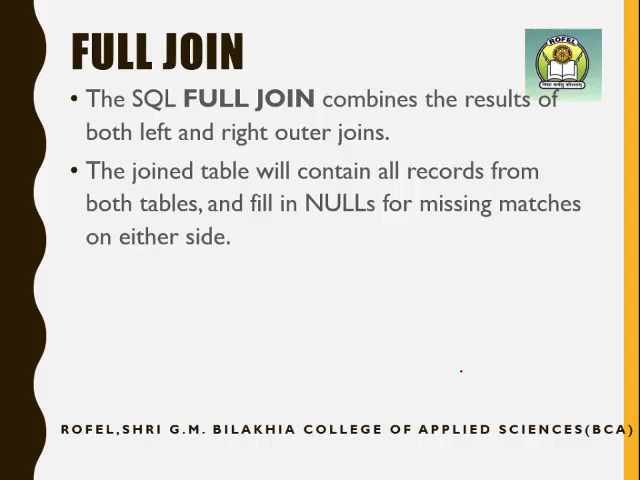 FULL JOIN
ROFEL
• The SQL FULL JOIN combines the results of
both left and right outer joins.
• The joined table will contain all records from
both tables, and fill in NULLs for missing matches
on either side.
ROFEL,SHRI G.M. BILAKHIA COLLEGE OF APPLIED SCIENCES(BCA)